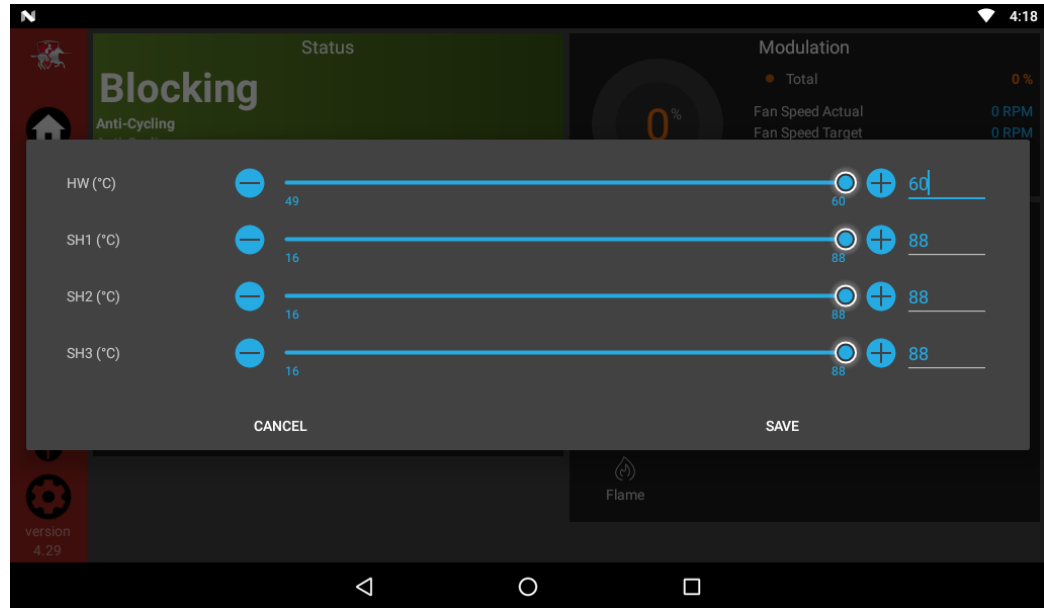 4:18
Status
Blocking
Anti-Cycling
Modulation
Total 0 %
0 %
Fan Speed Actual 0 RPM
Fan Speed Target 0 RPM
HW (°C) 49 60 60
SH1 (°C) 16 88 88
SH2 (°C) 16 88 88
SH3 (°C) 16 88 88
CANCEL SAVE
Flame
version
4.29